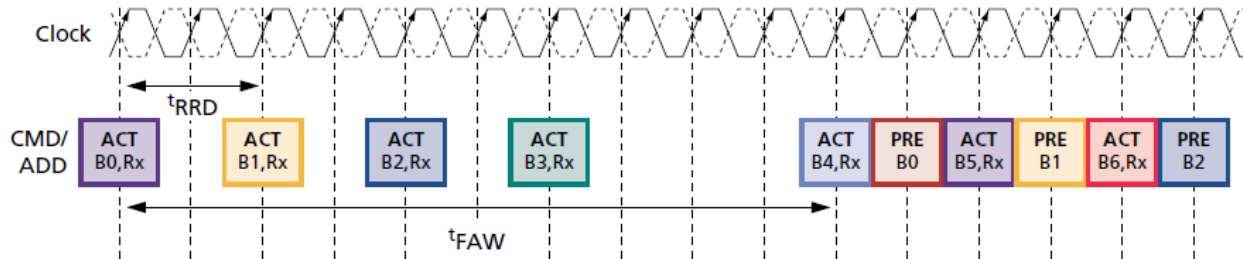 Clock
tRRD
CMD/
ADD
ACT
B0,Rx
ACT
B1,Rx
ACT
B2,Rx
ACT
B3,Rx
ACT
B4,Rx
PRE
B0
ACT
B5,Rx
PRE
B1
ACT
B6,Rx
PRE
B2
tFAW